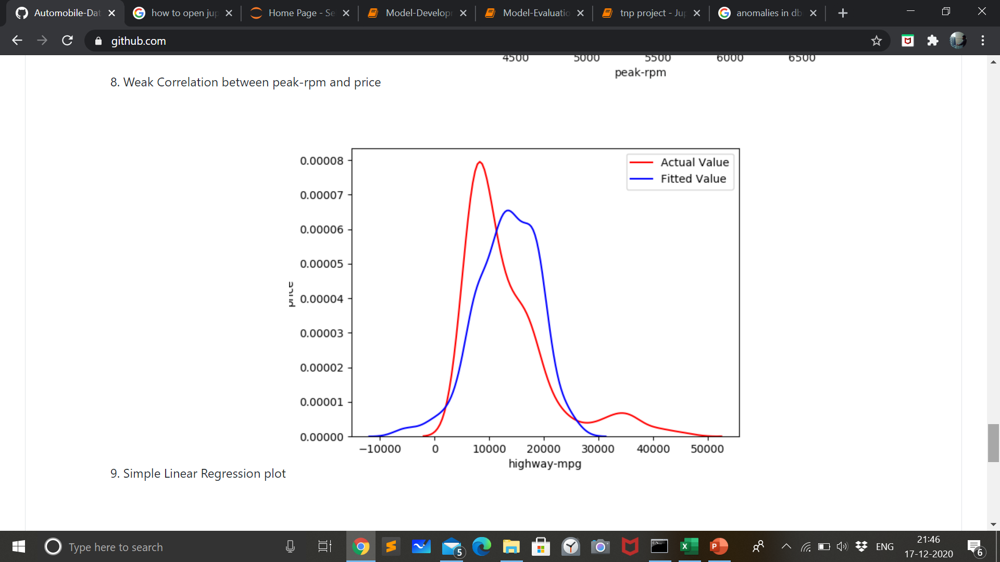 Automobile-Dat
how to open jup
Home Page - Se
Model-Develop
Model-Evaluatio
tnp project - Ju
anomalies in db
github.com
4500 5000 5500 6000 6500
peak-rpm
8. Weak Correlation between peak-rpm and price
Actual Value
Fitted Value
0.00008
0.00007
0.00006
0.00005
0.00004
0.00003
0.00002
0.00001
0.00000
price
−10000 0 10000 20000 30000 40000 50000
highway-mpg
9. Simple Linear Regression plot
Type here to search
5
ENG
21:46
17-12-2020
6